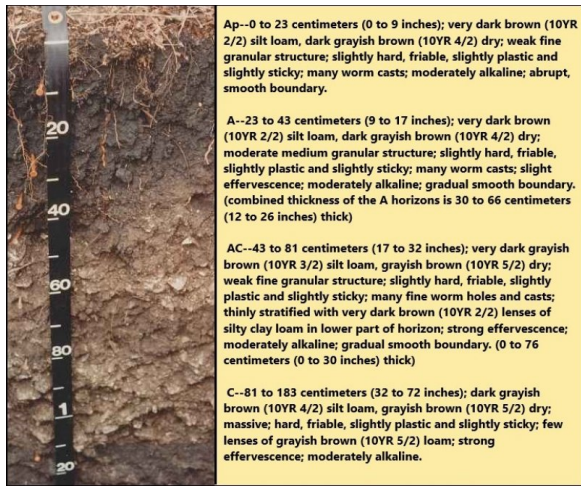 20
40
60
80
1
20
Ap--0 to 23 centimeters (0 to 9 inches); very dark brown (10YR
2/2) silt loam, dark grayish brown (10YR 4/2) dry; weak fine
granular structure; slightly hard, friable, slightly plastic and
slightly sticky; many worm casts; moderately alkaline; abrupt,
smooth boundary.
A--23 to 43 centimeters (9 to 17 inches); very dark brown
(10YR 2/2) silt loam, dark grayish brown (10YR 4/2) dry;
moderate medium granular structure; slightly hard, friable,
slightly plastic and slightly sticky; many worm casts; slight
effervescence; moderately alkaline; gradual smooth boundary.
(combined thickness of the A horizons is 30 to 66 centimeters
(12 to 26 inches) thick)
AC--43 to 81 centimeters (17 to 32 inches); very dark grayish
brown (10YR 3/2) silt loam, grayish brown (10YR 5/2) dry;
weak fine granular structure; slightly hard, friable, slightly
plastic and slightly sticky; many fine worm holes and casts;
thinly stratified with very dark brown (10YR 2/2) lenses of
silty clay loam in lower part of horizon; strong effervescence;
moderately alkaline; gradual smooth boundary. (0 to 76
centimeters (0 to 30 inches) thick)
C--81 to 183 centimeters (32 to 72 inches); dark grayish
brown (10YR 4/2) silt loam, grayish brown (10YR 5/2) dry;
massive; hard, friable, slightly plastic and slightly sticky; few
lenses of grayish brown (10YR 5/2) loam; strong
effervescence; moderately alkaline.